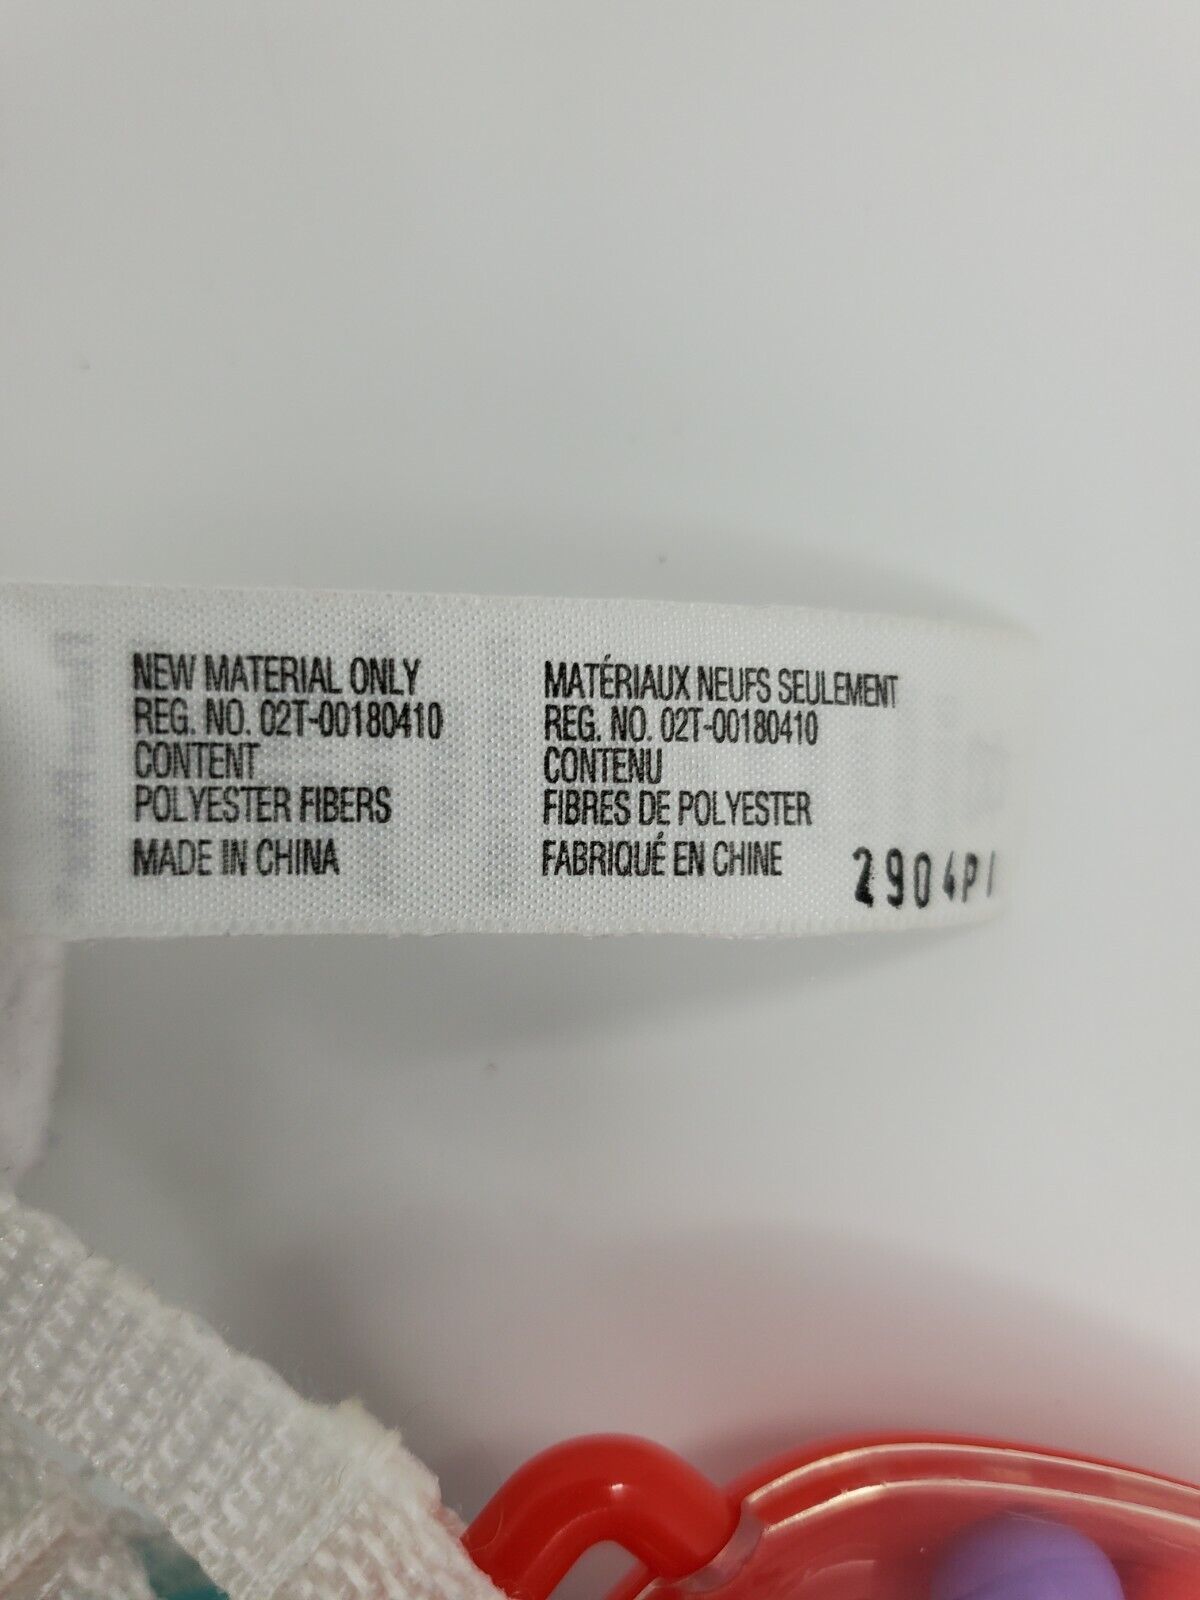 NEW MATERIAL ONLY
REG. NO. 02T-00180410
CONTENT
POLYESTER FIBERS
MADE IN CHINA
MATÉRIAUX NEUFS SEULEMENT
REG. NO. 02T-00180410
CONTENU
FIBRES DE POLYESTER
FABRIQUÉ EN CHINE